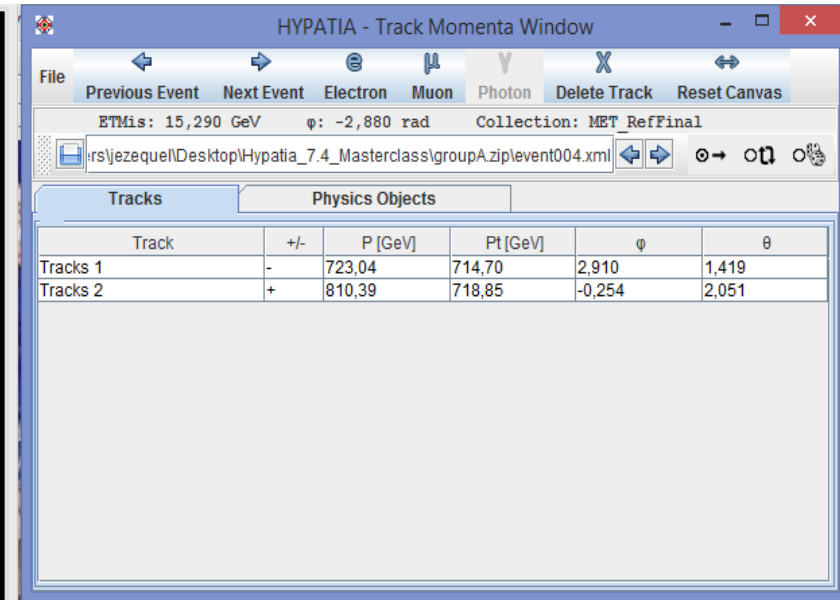 HYPATIA - Track Momenta Window
File
Previous Event Next Event Electron Muon Photon Delete Track Reset Canvas
ETMis: 15,290 GeV φ: -2,880 rad Collection: MET_RefFinal
ers\jezequel\Desktop\Hypatia_7.4_Masterclass\groupA.zip\event004.xml
Tracks Physics Objects
Track +/- P [GeV] Pt [GeV] φ θ
Tracks 1 - 723,04 714,70 2,910 1,419
Tracks 2 + 810,39 718,85 -0,254 2,051